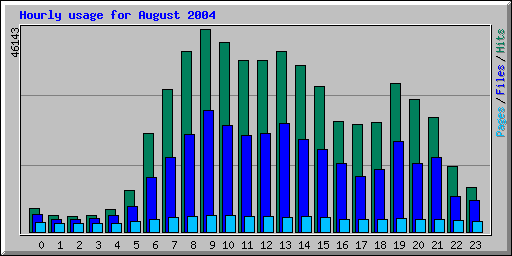 Hourly usage for August 2004
46143
Pages/Files/Hits
0 1 2 3 4 5 6 7 8 9 10 11 12 13 14 15 16 17 18 19 20 21 22 23